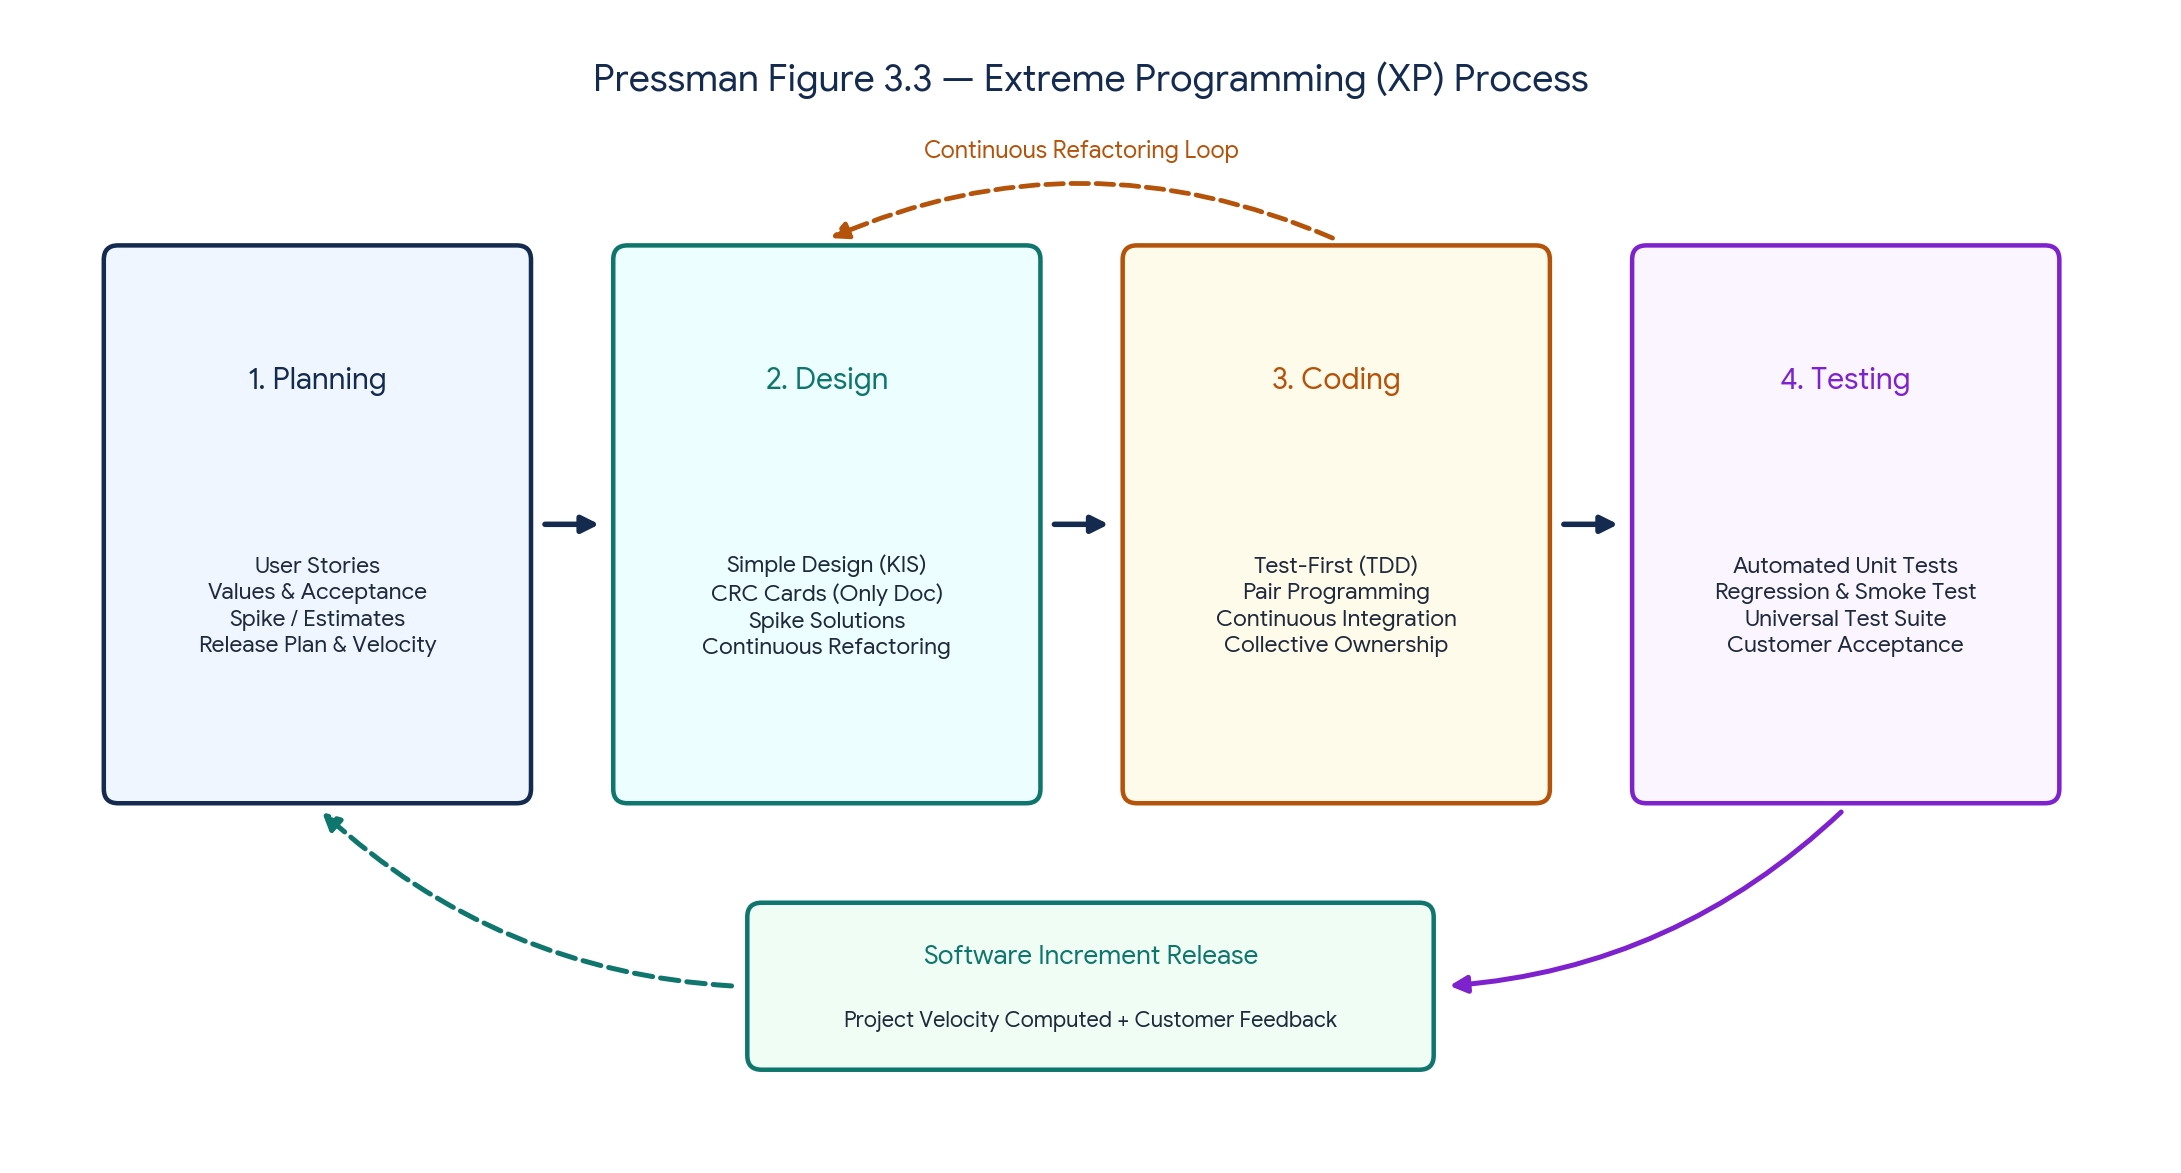 Pressman Figure 3.3 — Extreme Programming (XP) Process
Continuous Refactoring Loop
1. Planning
User Stories
Values & Acceptance
Spike / Estimates
Release Plan & Velocity
2. Design
Simple Design (KIS)
CRC Cards (Only Doc)
Spike Solutions
Continuous Refactoring
3. Coding
Test-First (TDD)
Pair Programming
Continuous Integration
Collective Ownership
4. Testing
Automated Unit Tests
Regression & Smoke Test
Universal Test Suite
Customer Acceptance
Software Increment Release
Project Velocity Computed + Customer Feedback